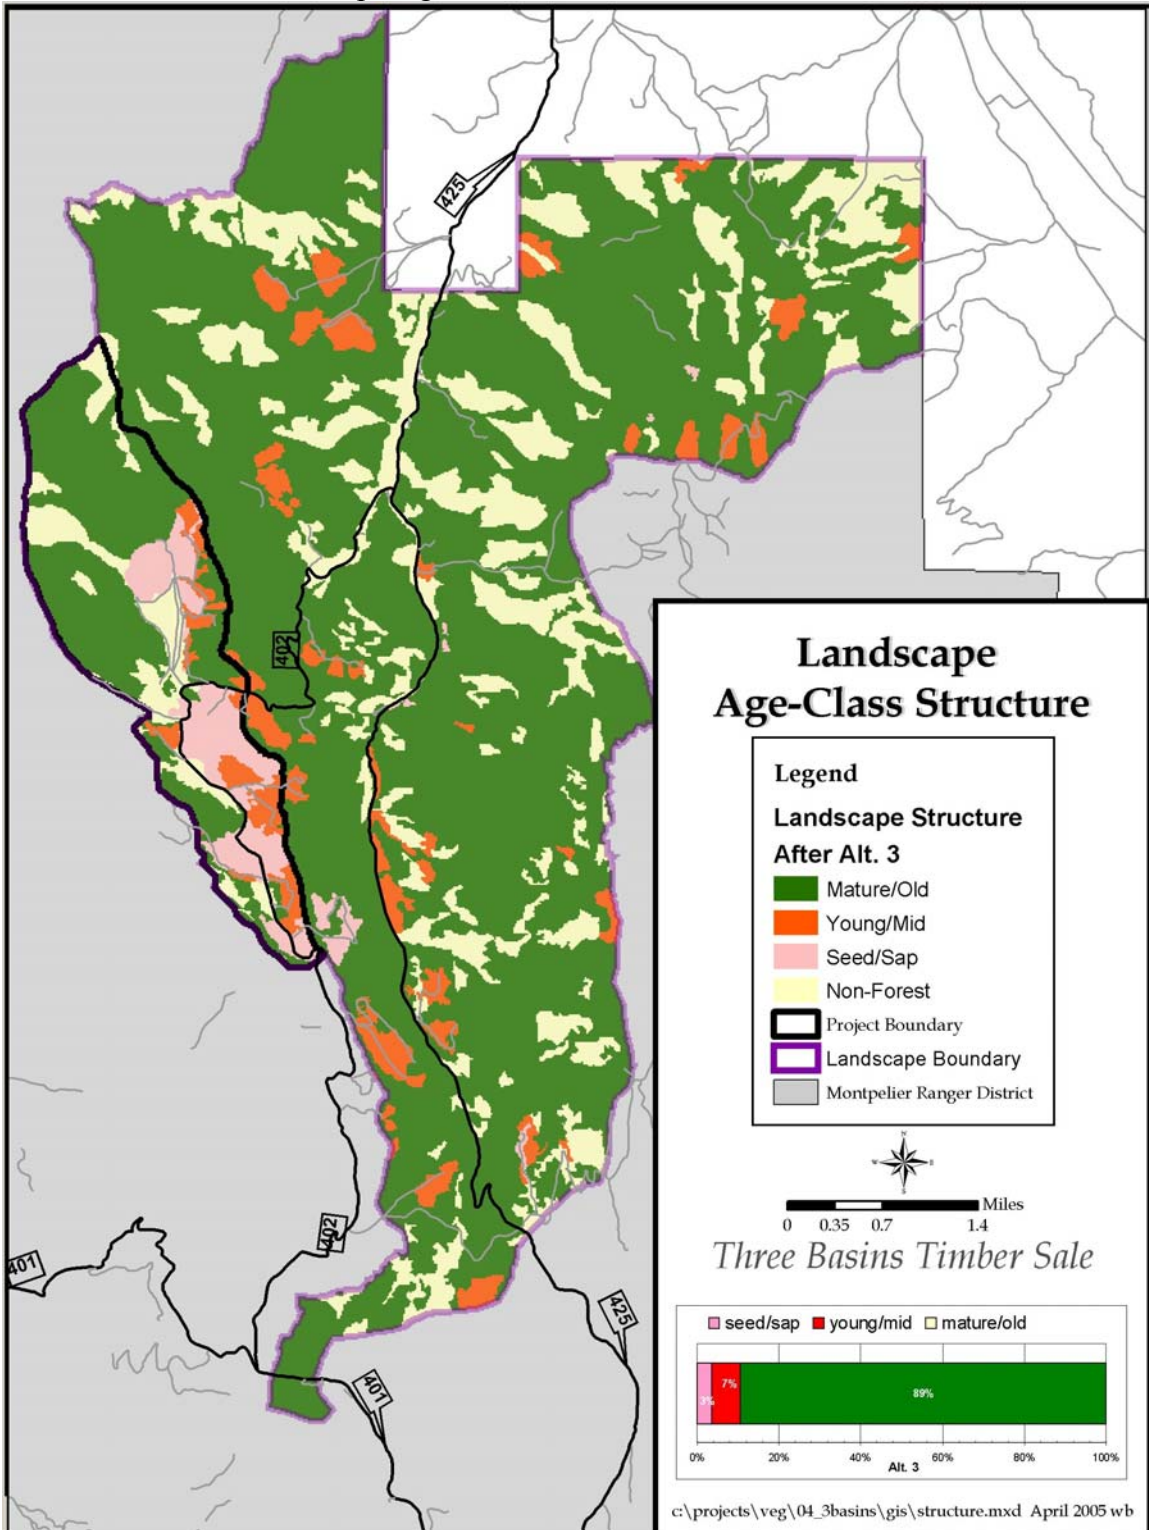 425
402
402
401
401
425
Landscape
Age-Class Structure
Legend
Landscape Structure
After Alt. 3
Mature/Old
Young/Mid
Seed/Sap
Non-Forest
Project Boundary
Landscape Boundary
Montpelier Ranger District
N
W E
S
Miles
0 0.35 0.7 1.4
Three Basins Timber Sale
seed/sap young/mid mature/old
3% 7% 89%
0% 20% 40% 60% 80% 100%
Alt. 3
c:\projects\veg\04_3basins\gis\structure.mxd April 2005 wb